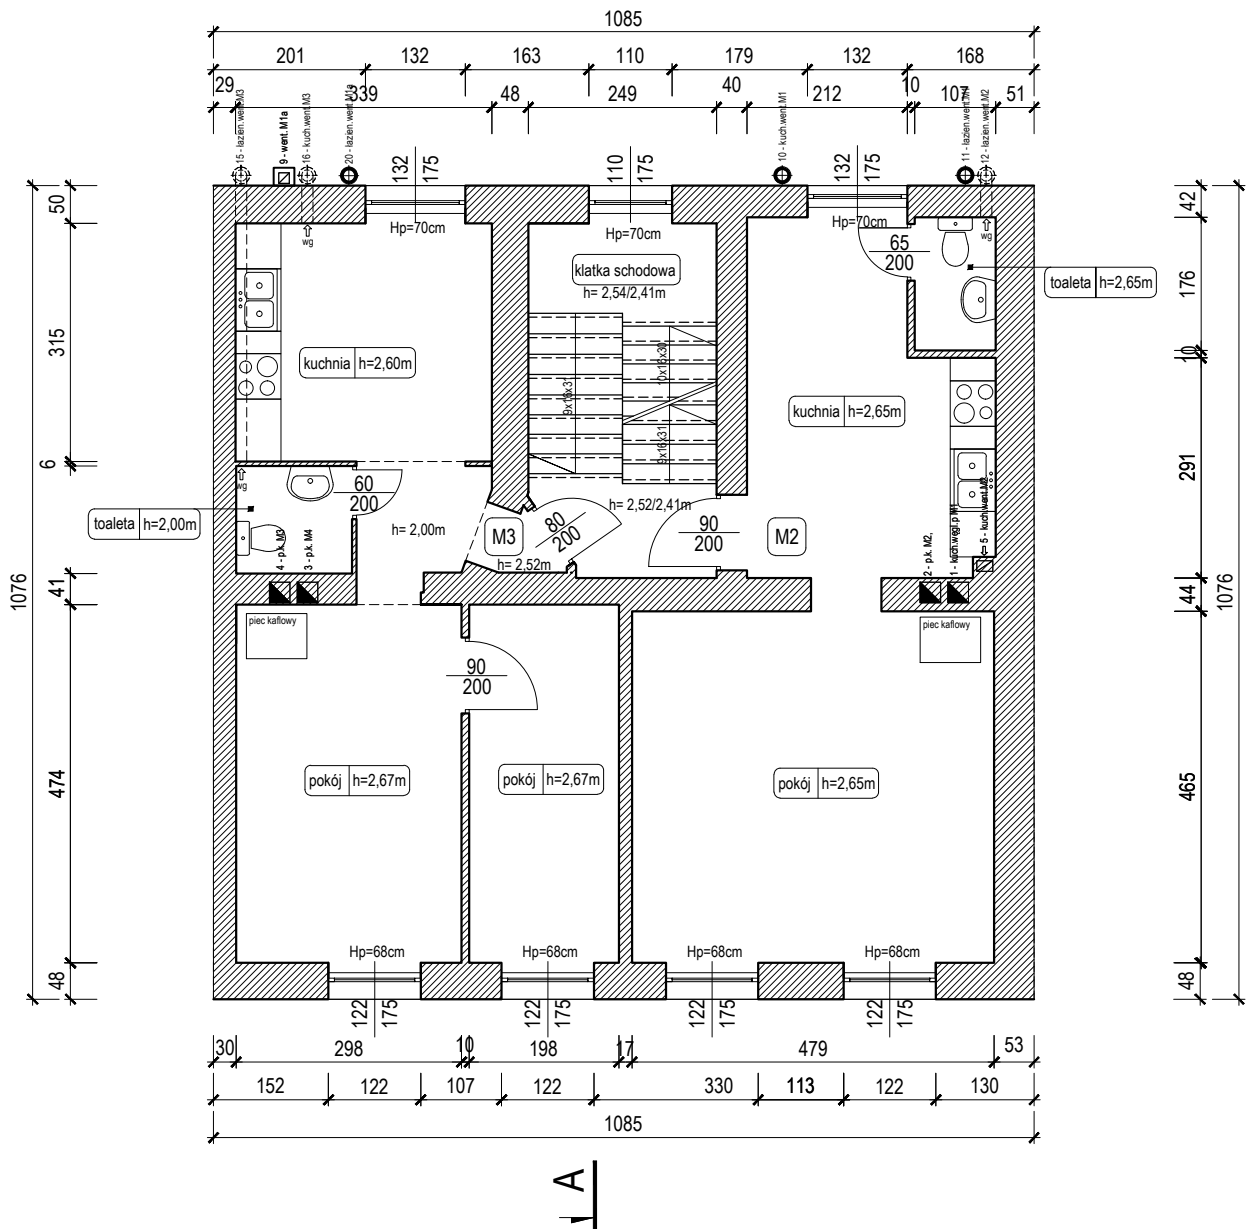 1085
201 132 163 110 179 132 168
29 339 48 249 40 212 10 107 51
15 - lazien.went.M3
9 - went. M1a
16 - kuch.went.M3
20 - lazien.went.M1a
10 - kuch.went.M1
12 - lazien.went.M2
132
175
110
175
132
175
50
315
6
41
474
48
1076
42
176
10
291
44
465
48
1076
wg
Hp=70cm
Hp=70cm
Hp=70cm
wg
klatka schodowa
h= 2,54/2,41m
65
200
toaleta h=2,65m
kuchnia h=2,60m
9x16x31
10x16x30
9x16x31
kuchnia h=2,65m
wg
60
200
toaleta h=2,00m
4 - p.k. M3
3 - p.k. M4
h= 2,00m
M3
h= 2,52m
80
200
h= 2,52/2,41m
90
200
M2
2 - p.k. M2,
1 - kuch.węgl.p M1
5 - kuch.went.M2
piec kaflowy
piec kaflowy
90
200
pokój h=2,67m
pokój h=2,67m
pokój h=2,65m
Hp=68cm
Hp=68cm
Hp=68cm
Hp=68cm
122
175
122
175
122
175
122
175
30 298 10 198 17 479 53
152 122 107 122 330 113 122 130
1085
A